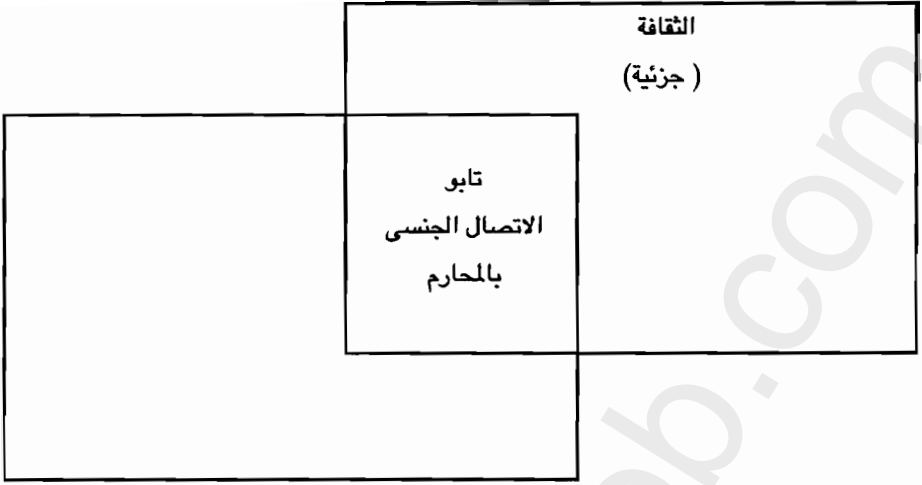 الثقافة
( جزئية)
تابو
الاتصال الجنسى
بالمحارم